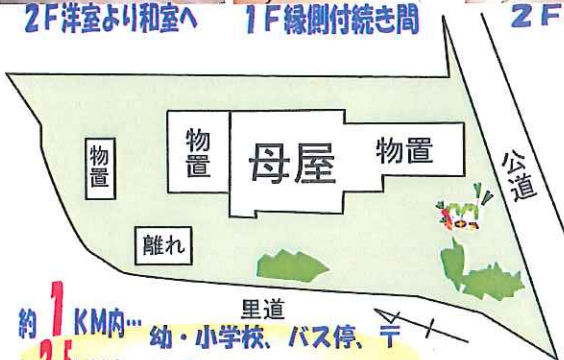 2F洋室より和室へ 1F縁側付続き間 2F
物置
物置
母屋
物置
公道
離れ
里道
約1KM内… 幼・小学校、バス停、〒